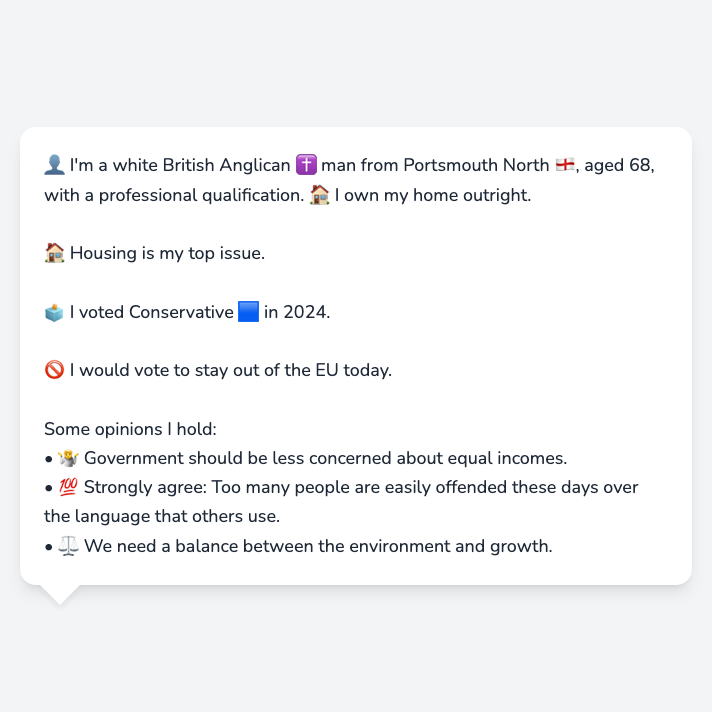 👤 I'm a white British Anglican ✝️ man from Portsmouth North 🏴󠁧󠁢󠁥󠁮󠁧󠁿, aged 68,
with a professional qualification. 🏠 I own my home outright.
🏠 Housing is my top issue.
🗳️ I voted Conservative 🟦 in 2024.
🚫 I would vote to stay out of the EU today.
Some opinions I hold:
• 🤷 Government should be less concerned about equal incomes.
• 💯 Strongly agree: Too many people are easily offended these days over
the language that others use.
• ⚖️ We need a balance between the environment and growth.